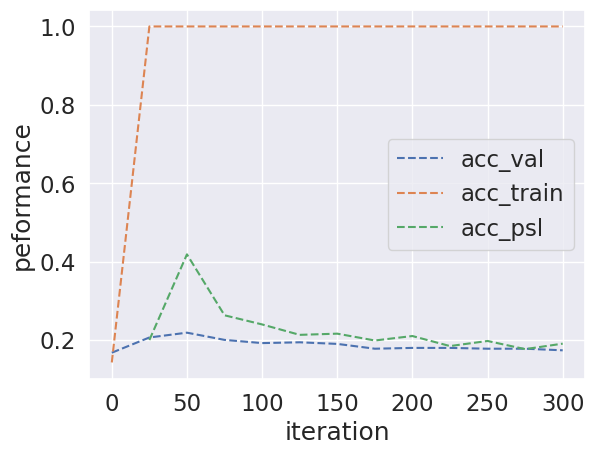 1.0
0.8
0.6
0.4
0.2
peformance
acc_val
acc_train
acc_psl
0 50 100 150 200 250 300
iteration